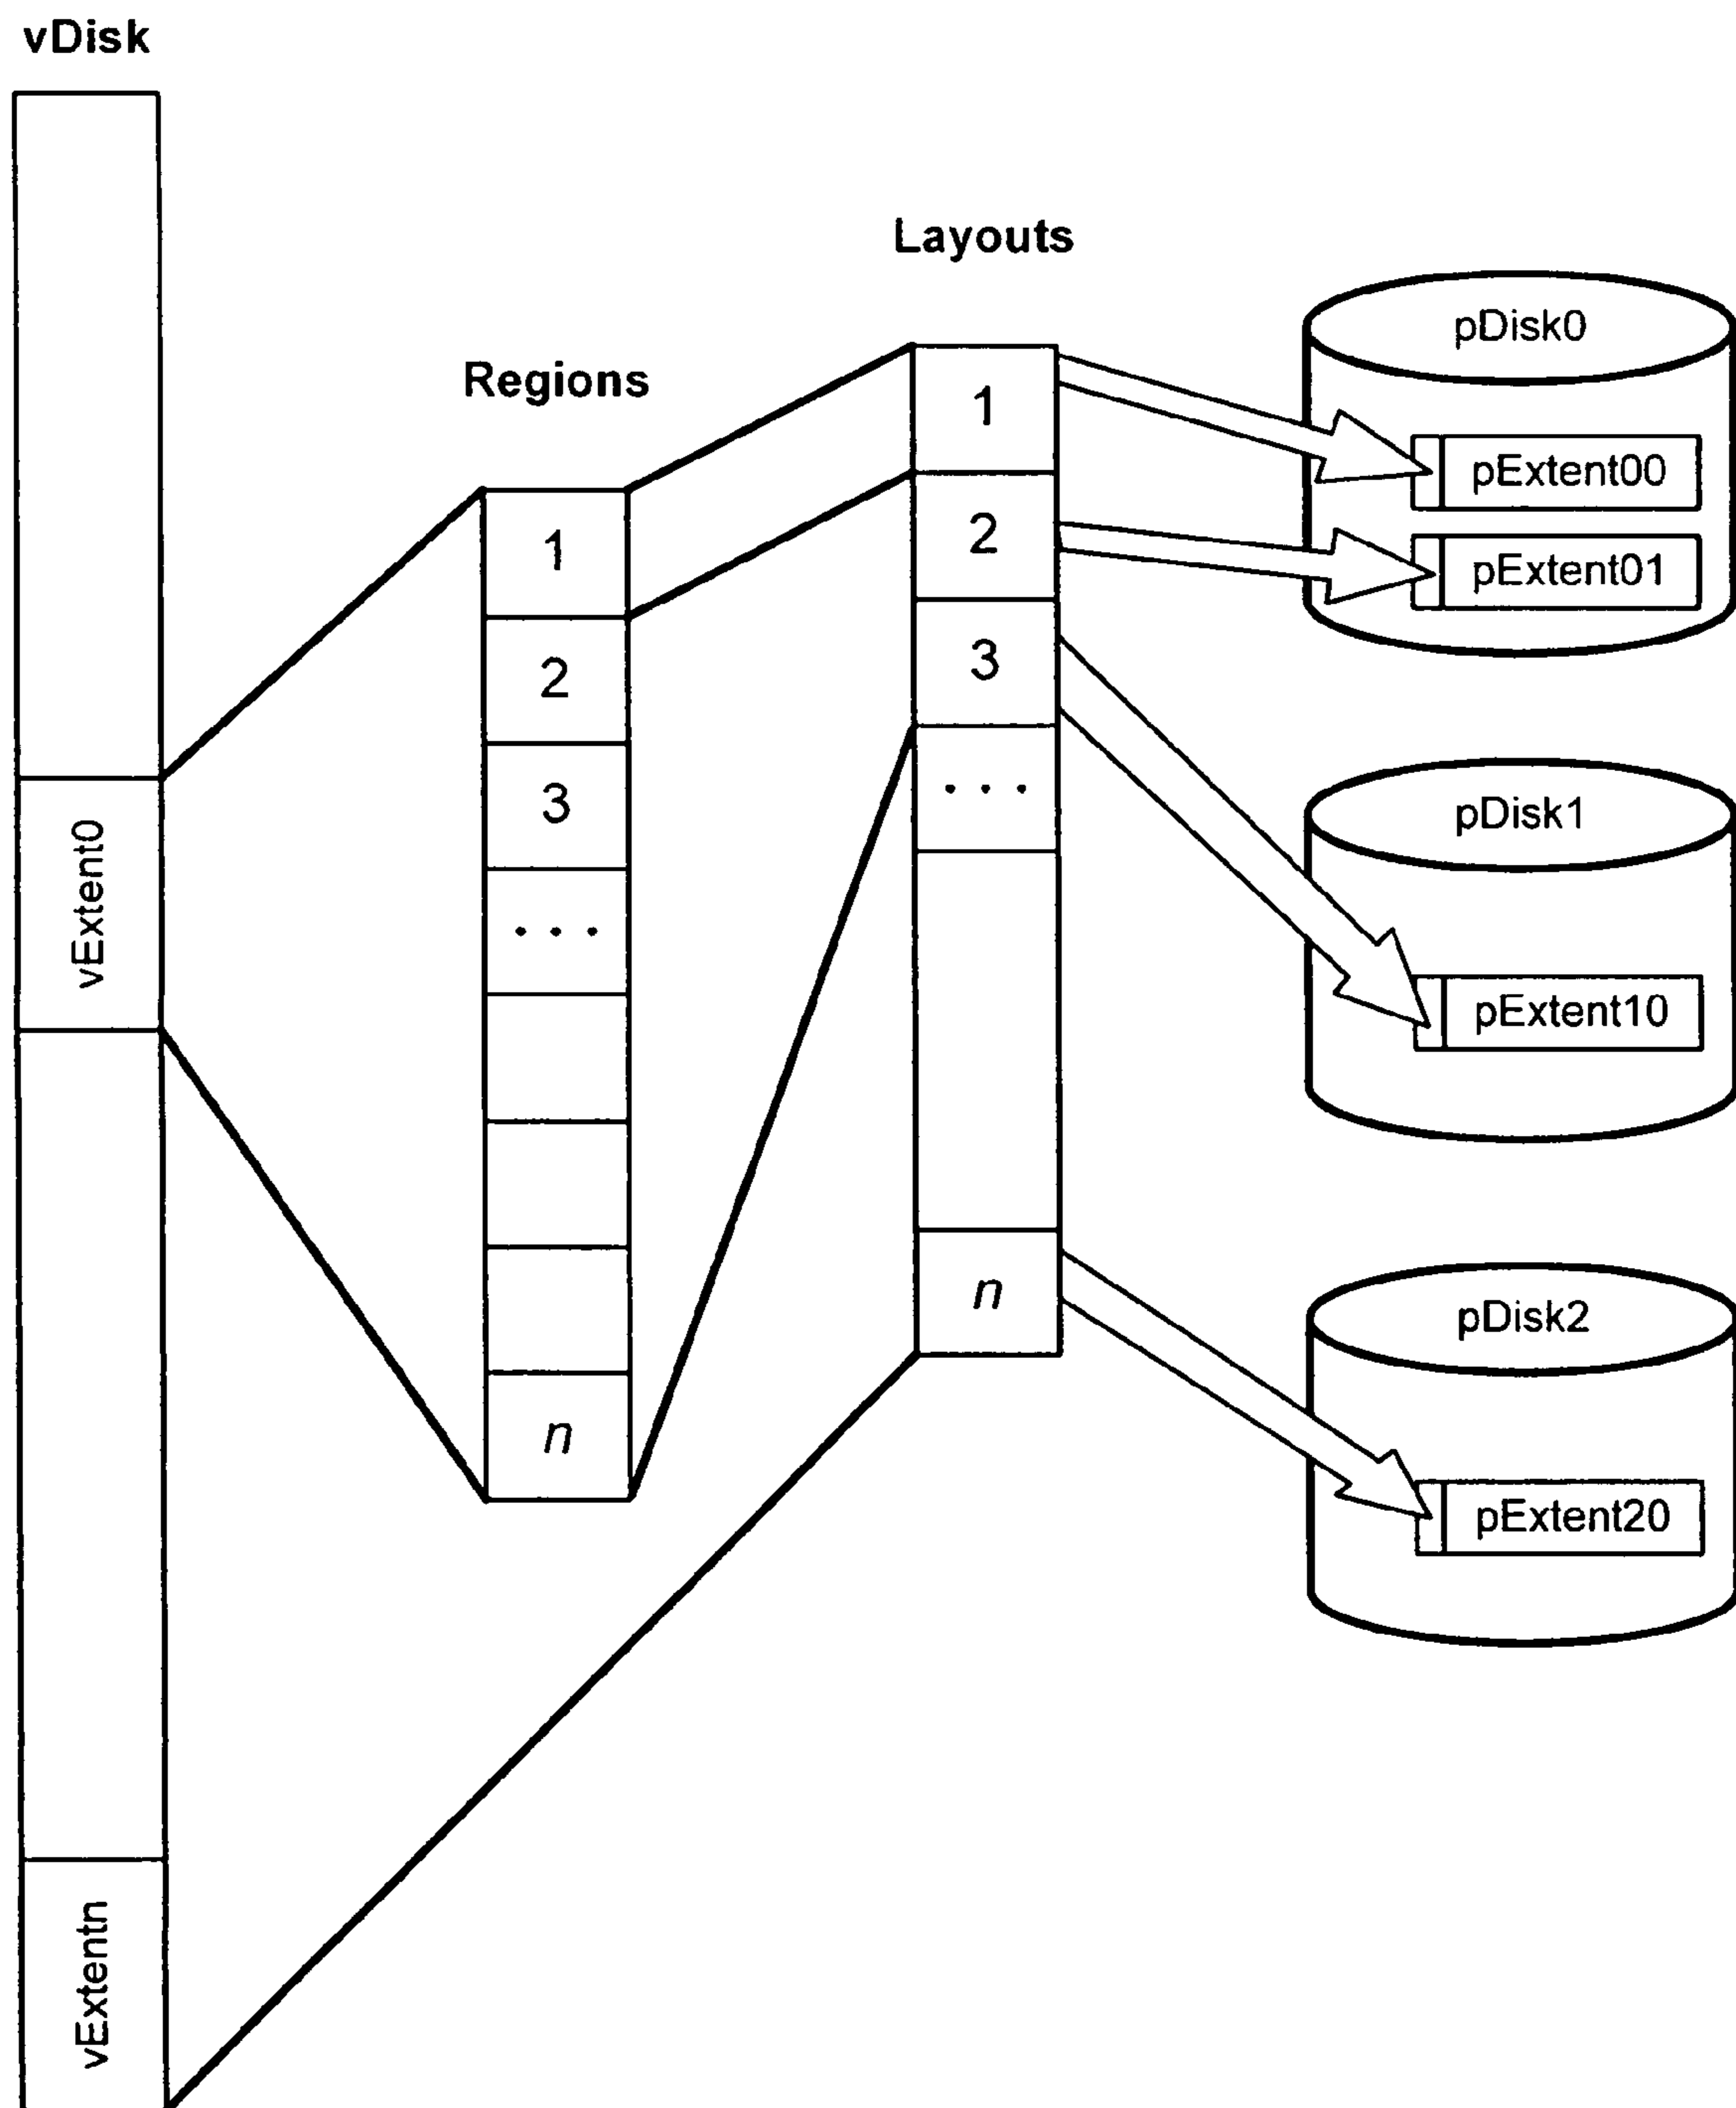 vDisk
vExtent0
vExtentn
Regions
1
2
3
...
n
Layouts
1
2
3
...
n
pDisk0
pExtent00
pExtent01
pDisk1
pExtent10
pDisk2
pExtent20